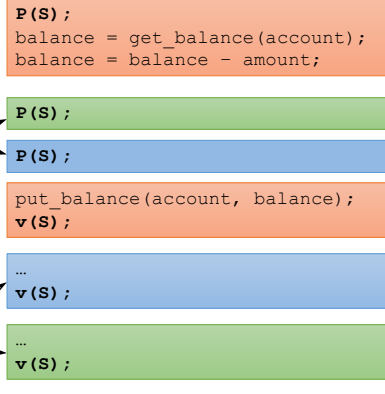 P(S);
balance = get_balance(account);
balance = balance – amount;
P(S);
P(S);
put_balance(account, balance);
v(S);
…
v(S);
…
v(S);